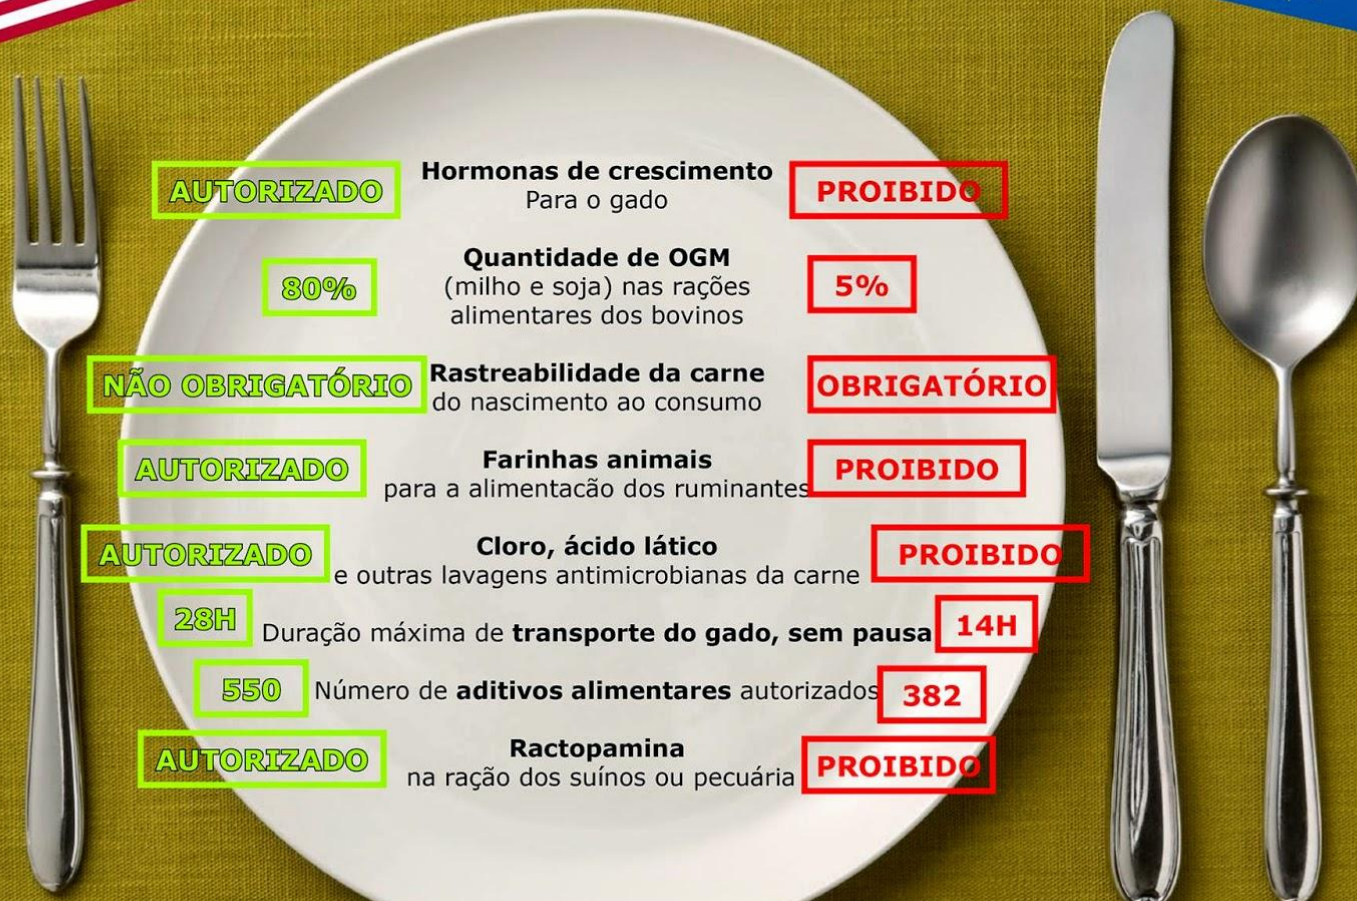 AUTORIZADO
Hormonas de crescimento
Para o gado
PROIBIDO
80%
Quantidade de OGM
(milho e soja) nas rações
alimentares dos bovinos
5%
NÃO OBRIGATÓRIO
Rastreabilidade da carne
do nascimento ao consumo
OBRIGATÓRIO
AUTORIZADO
Farinhas animais
para a alimentacão dos ruminantes
PROIBIDO
AUTORIZADO
Cloro, ácido lático
e outras lavagens antimicrobianas da carne
PROIBIDO
28H
Duração máxima de transporte do gado, sem pausa
14H
550
Número de aditivos alimentares autorizados
382
AUTORIZADO
Ractopamina
na ração dos suínos ou pecuária
PROIBIDO